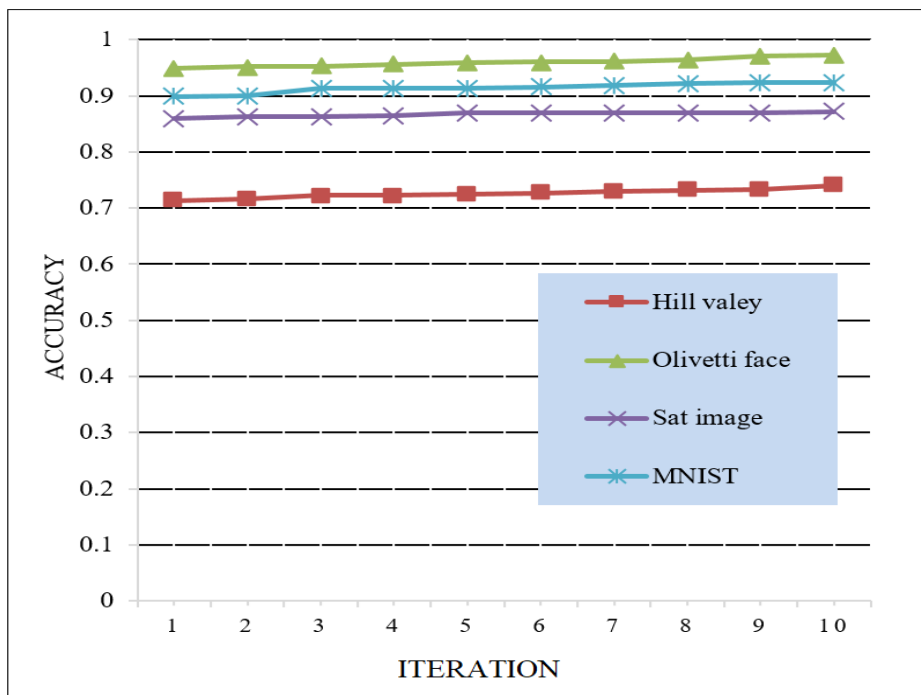 1
0.9
0.8
0.7
0.6
0.5
0.4
0.3
0.2
0.1
0
ACCURACY
Hill valey
Olivetti face
Sat image
MNIST
1 2 3 4 5 6 7 8 9 10
ITERATION